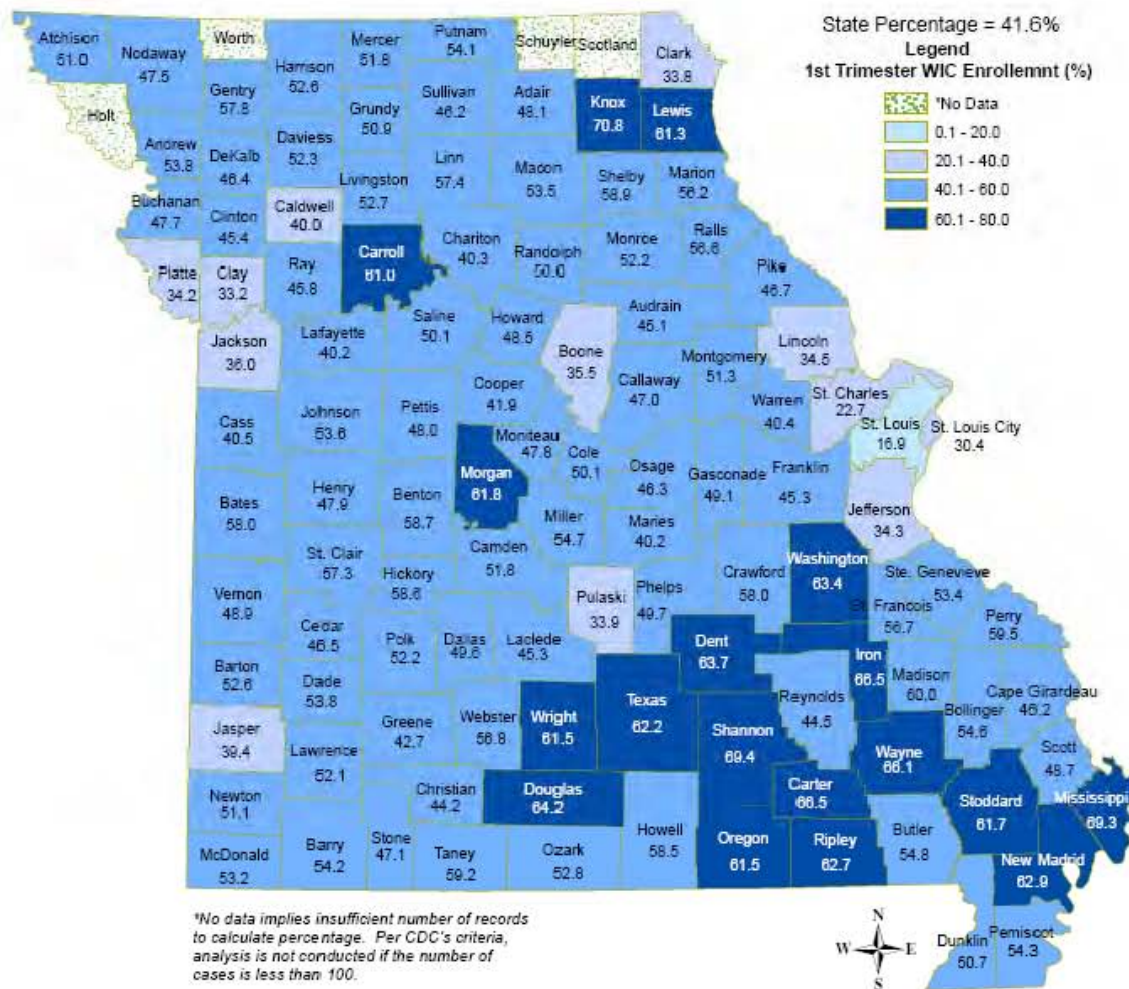 State Percentage = 41.6%
Legend
1st Trimester WIC Enrollemnt (%)
*No Data
0.1 - 20.0
20.1 - 40.0
40.1 - 60.0
60.1 - 80.0
Atchison
51.0
Nodaway
47.5
Worth
Harrison
52.6
Mercer
51.8
Putnam
54.1
Schuyler
Scotland
Clark
33.8
Holt
Gentry
57.8
Sullivan
46.2
Adair
48.1
Knox
70.8
Lewis
61.3
Grundy
50.9
Andrew
53.8
DeKalb
46.4
Daviess
52.3
Linn
57.4
Macon
53.5
Shelby
58.9
Marion
56.2
Livingston
52.7
Buchanan
47.7
Clinton
45.4
Caldwell
40.0
Carroll
61.0
Chariton
40.3
Randolph
50.0
Monroe
52.2
Ralls
56.6
Pike
46.7
Platte
34.2
Clay
33.2
Ray
45.8
Saline
50.1
Howard
48.5
Boone
35.5
Audrain
45.1
Lincoln
34.5
Jackson
36.0
Lafayette
40.2
Montgomery
51.3
Callaway
47.0
Cooper
41.9
Warren
40.4
St. Charles
22.7
St. Louis
16.9
St. Louis City
30.4
Cass
40.5
Johnson
53.6
Pettis
48.0
Moniteau
47.8
Cole
50.1
Osage
46.3
Gasconade
49.1
Franklin
45.3
Jefferson
34.3
Morgan
61.8
Bates
58.0
Henry
47.9
Benton
58.7
Miller
54.7
Maries
40.2
Camden
51.8
St. Clair
57.3
Hickory
58.6
Pulaski
33.9
Phelps
49.7
Crawford
58.0
Washington
63.4
Ste. Genevieve
53.4
St. Francois
56.7
Perry
59.5
Vernon
48.9
Cedar
46.5
Polk
52.2
Dallas
49.6
Laclede
45.3
Dent
63.7
Iron
66.5
Madison
60.0
Barton
52.6
Dade
53.8
Texas
62.2
Reynolds
44.5
Cape Girardeau
46.2
Bollinger
54.6
Jasper
39.4
Greene
42.7
Webster
56.8
Wright
61.5
Shannon
69.4
Wayne
66.1
Scott
48.7
Lawrence
52.1
Carter
66.5
Mississippi
69.3
Newton
51.1
Christian
44.2
Douglas
64.2
Stoddard
61.7
Howell
58.5
Oregon
61.5
Ripley
62.7
Butler
54.8
McDonald
53.2
Barry
54.2
Stone
47.1
Taney
59.2
Ozark
52.8
New Madrid
62.9
Dunklin
50.7
Pemiscot
54.3
*No data implies insufficient number of records
to calculate percentage. Per CDC's criteria,
analysis is not conducted if the number of
cases is less than 100.
N
W E
S